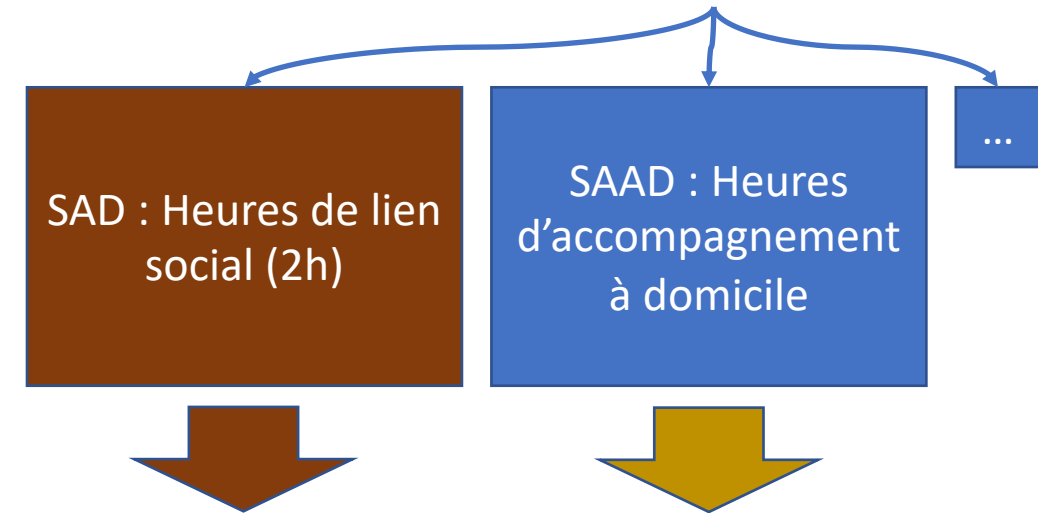 SAD : Heures de lien
social (2h)
SAAD : Heures
d’accompagnement
à domicile
...